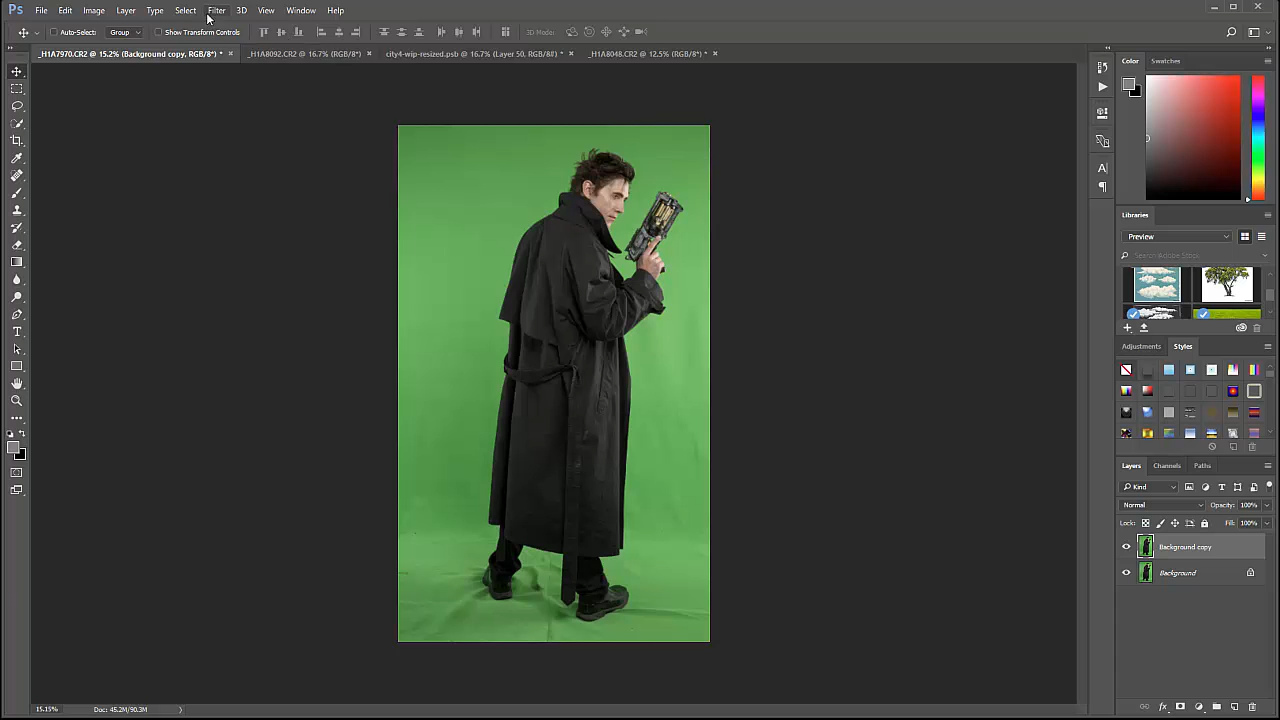 Ps File Edit Image Layer Type Select Filter 3D View Window Help
Auto-Select: Group Show Transform Controls 3D Mode:
_H1A7970.CR2 @ 15.2% (Background copy, RGB/8*) * × _H1A8092.CR2 @ 16.7% (RGB/8*) × city4-wip-resized.psb @ 16.7% (Layer 50, RGB/8#) * × _H1A8048.CR2 @ 12.5% (RGB/8*) * ×
Color Swatches
Libraries
Preview
Search Adobe Stock
Adjustments Styles
Layers Channels Paths
Kind
Normal Opacity: 100%
Lock: Fill: 100%
Background copy
Background
15.15% Doc: 45.2M/90.3M